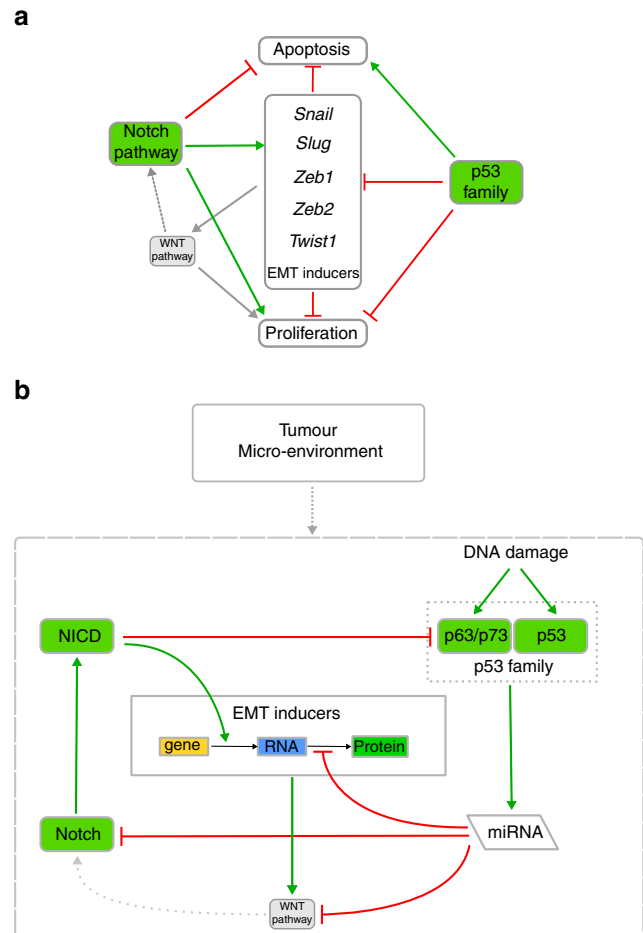 a
Apoptosis
Snail
Slug
Zeb1
Zeb2
Twist1
EMT inducers
Notch
pathway
p53
family
WNT
pathway
Proliferation
b
Tumour
Micro-environment
DNA damage
NICD
p63/p73
p53
p53 family
EMT inducers
gene
RNA
Protein
Notch
miRNA
WNT
pathway